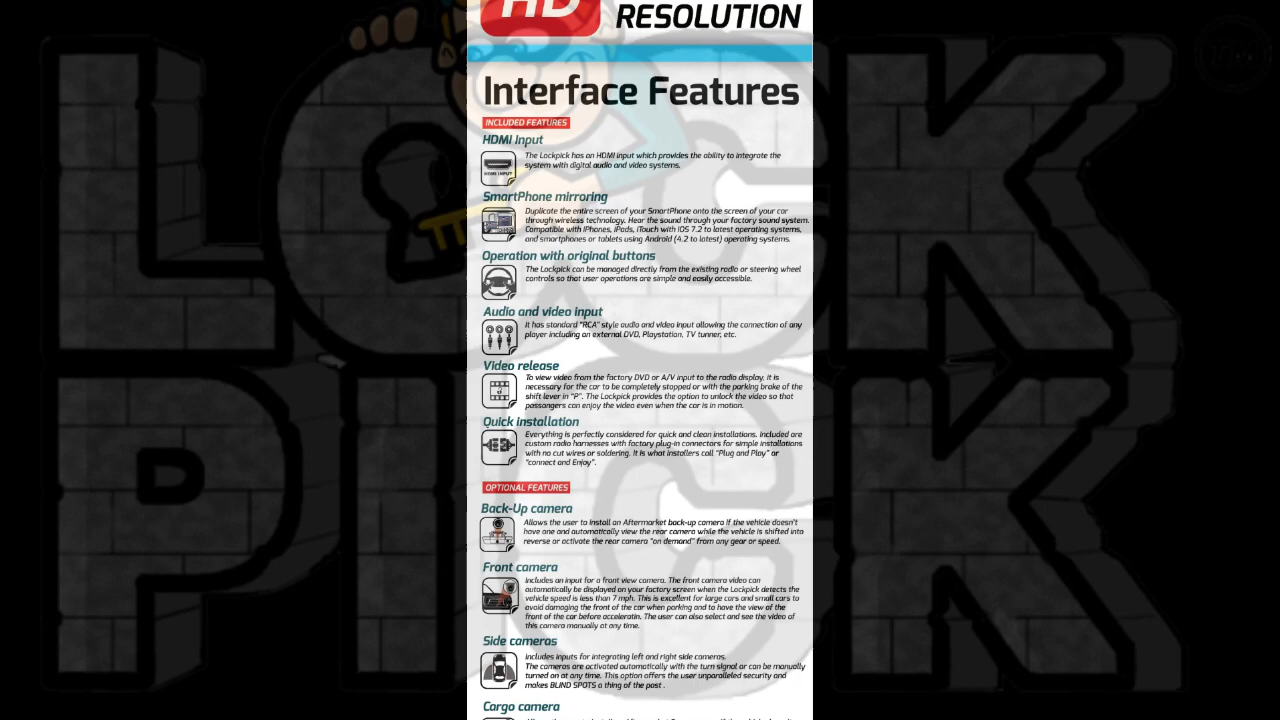 HD
RESOLUTION
Interface Features
INCLUDED FEATURES
HDMI Input
HDMI INPUT
The Lockpick has an HDMI input which provides the ability to integrate the
system with digital audio and video systems.
SmartPhone mirroring
Duplicate the entire screen of your SmartPhone onto the screen of your car
through wireless technology. Hear the sound through your factory sound system.
Compatible with iPhones, iPads, iTouch with iOS 7.2 to latest operating systems,
and smartphones or tablets using Android (4.2 to latest) operating systems.
Operation with original buttons
The Lockpick can be managed directly from the existing radio or steering wheel
controls so that user operations are simple and easily accessible.
Audio and video input
It has standard "RCA" style audio and video input allowing the connection of any
player including an external DVD, Playstation, TV tunner, etc.
Video release
To view video from the factory DVD or A/V input to the radio display, it is
necessary for the car to be completely stopped or with the parking brake of the
shift lever in "P". The Lockpick provides the option to unlock the video so that
passangers can enjoy the video even when the car is in motion.
Quick installation
Everything is perfectly considered for quick and clean installations. Included are
custom radio harnesses with factory plug-in connectors for simple installations
with no cut wires or soldering. It is what installers call "Plug and Play" or
"connect and Enjoy".
OPTIONAL FEATURES
Back-Up camera
Allows the user to install an Aftermarket back-up camera if the vehicle doesn't
have one and automatically view the rear camera while the vehicle is shifted into
reverse or activate the rear camera "on demand" from any gear or speed.
Front camera
Includes an input for a front view camera. The front camera video can
automatically be displayed on your factory screen when the Lockpick detects the
vehicle speed is less than 7 mph. This is excellent for large cars and small cars to
avoid damaging the front of the car when parking and to have the view of the
front of the car before acceleratin. The user can also select and see the video of
this camera manually at any time.
Side cameras
Includes inputs for integrating left and right side cameras.
The cameras are activated automatically with the turn signal or can be manually
turned on at any time. This option offers the user unparalleled security and
makes BLIND SPOTS a thing of the past .
Cargo camera
LOCK
PICK